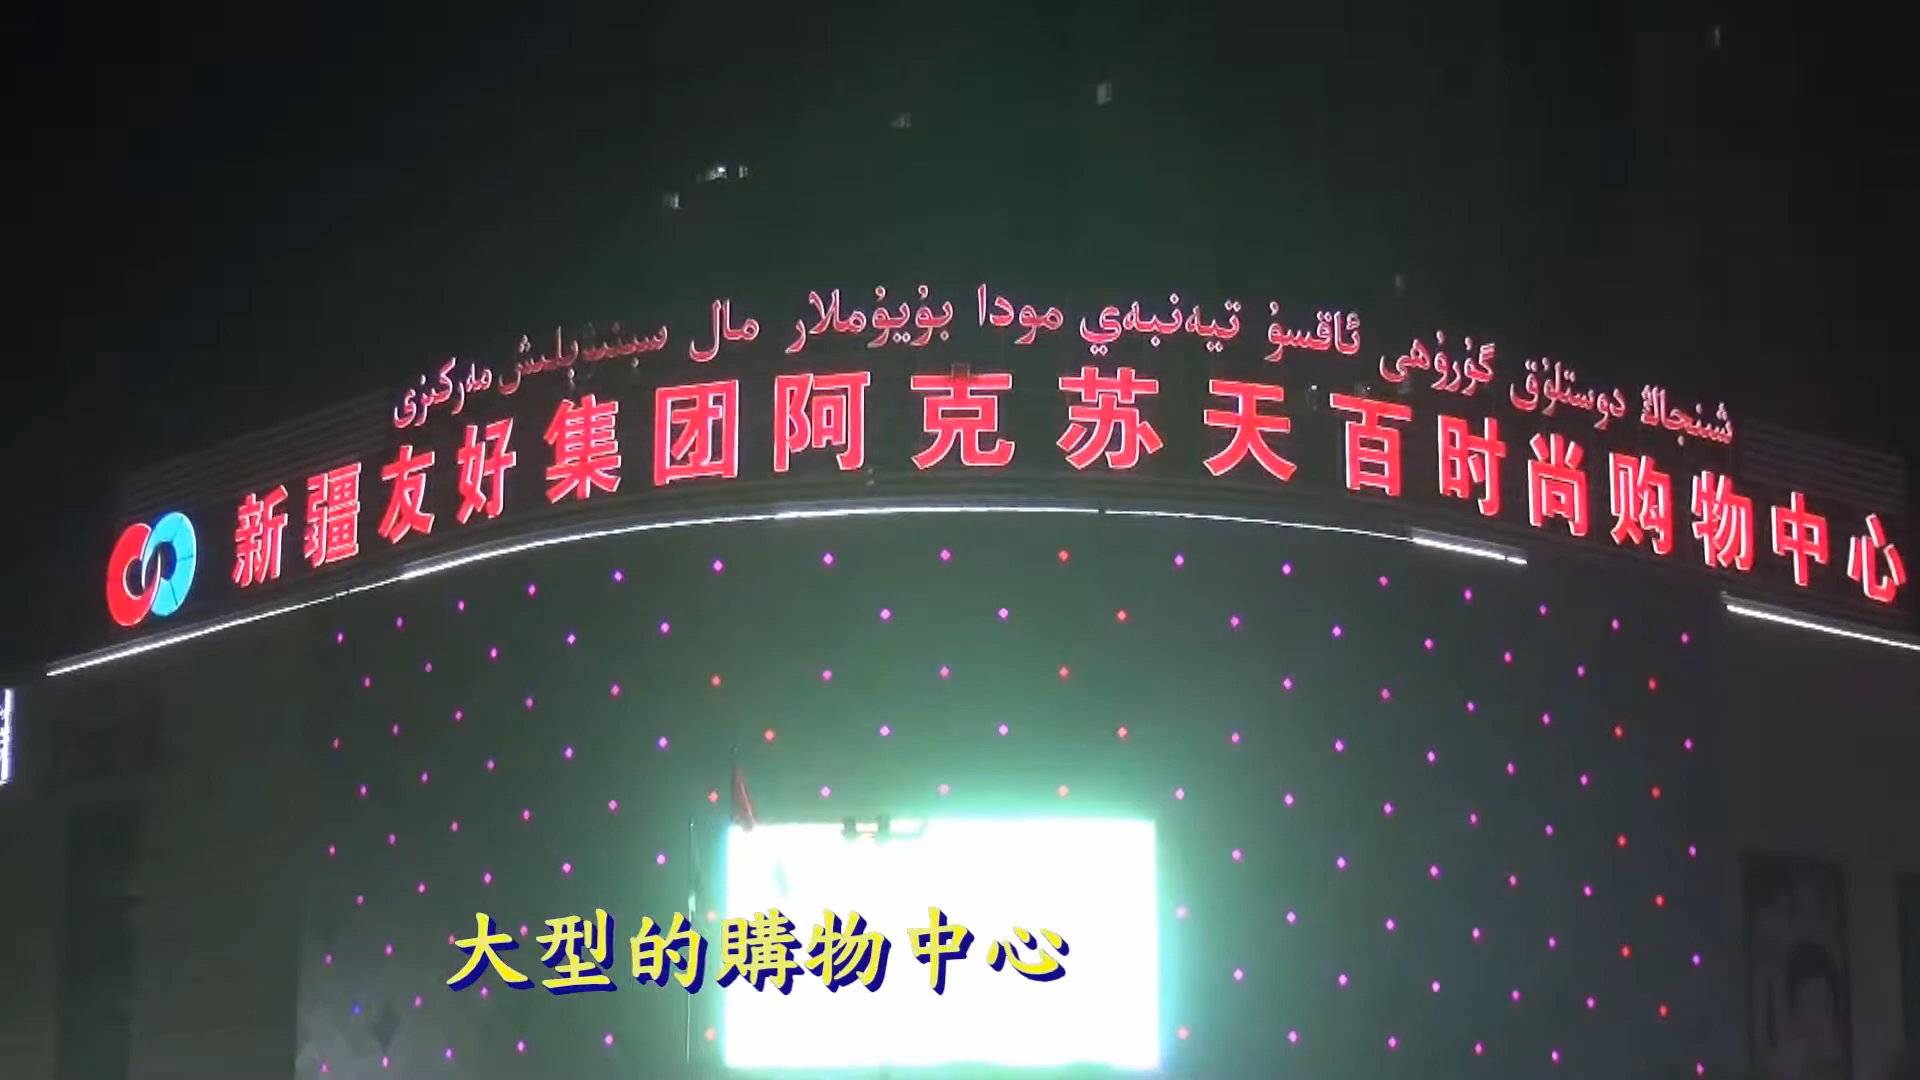 شىنجاڭ دوستلۇق گۇرۇھى ئاقسۇ تيەنبەي مودا بۇيۇملار مال سېتىۋېلىش مەركىزى
新疆友好集团阿克苏天百时尚购物中心
大型的購物中心